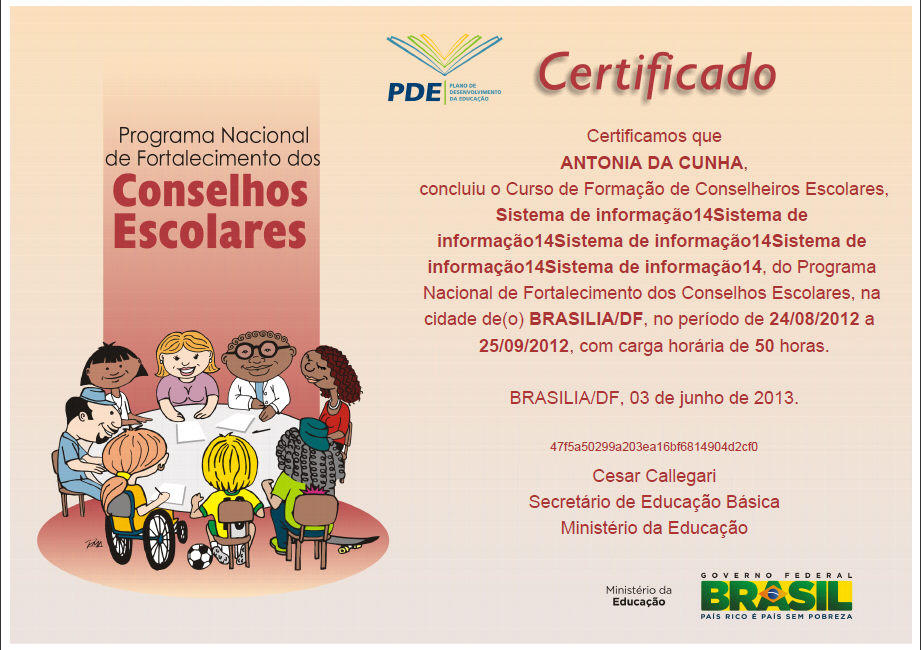 PDE
PLANO DE
DESENVOLVIMENTO
DA EDUCAÇÃO
Certificado
Programa Nacional
de Fortalecimento dos
Conselhos
Escolares
Certificamos que
ANTONIA DA CUNHA,
concluiu o Curso de Formação de Conselheiros Escolares,
Sistema de informação14Sistema de
informação14Sistema de informação14Sistema de
informação14Sistema de informação14, do Programa
Nacional de Fortalecimento dos Conselhos Escolares, na
cidade de(o) BRASILIA/DF, no período de 24/08/2012 a
25/09/2012, com carga horária de 50 horas.
BRASILIA/DF, 03 de junho de 2013.
47f5a50299a203ea16bf6814904d2cf0
Cesar Callegari
Secretário de Educação Básica
Ministério da Educação
Ministério da
Educação
GOVERNO FEDERAL
BRASIL
PAÍS RICO É PAÍS SEM POBREZA